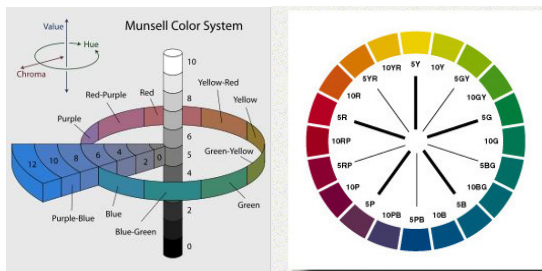 Munsell Color System
Value
Hue
Chroma
10
8
6
5
4
2
0
Red-Purple
Red
Yellow-Red
Yellow
Purple
Green-Yellow
12
10
8
6
4
2
0
Purple-Blue
Blue
Blue-Green
Green
5Y
10Y
5GY
10GY
5G
10G
5BG
10BG
5B
10B
5PB
10PB
5P
10P
5RP
10RP
5R
10R
5YR
10YR